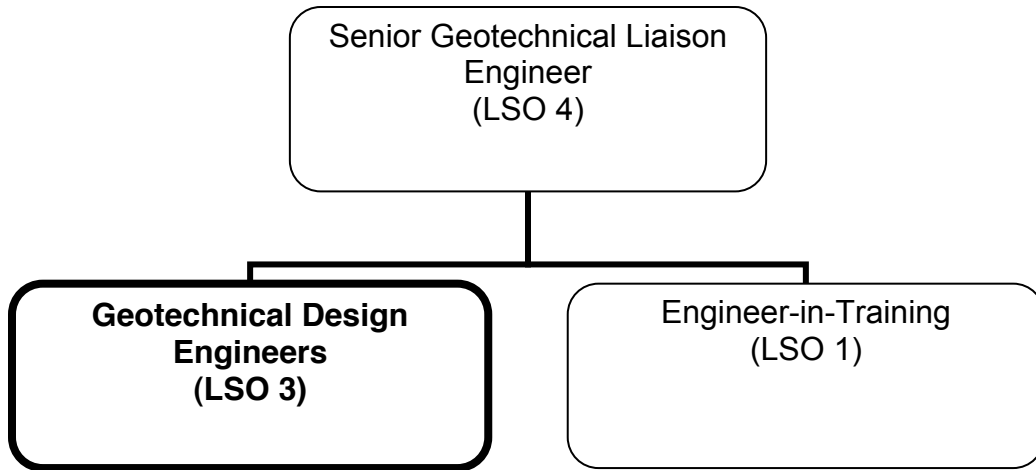 Senior Geotechnical Liaison
Engineer
(LSO 4)
Geotechnical Design
Engineers
(LSO 3)
Engineer-in-Training
(LSO 1)